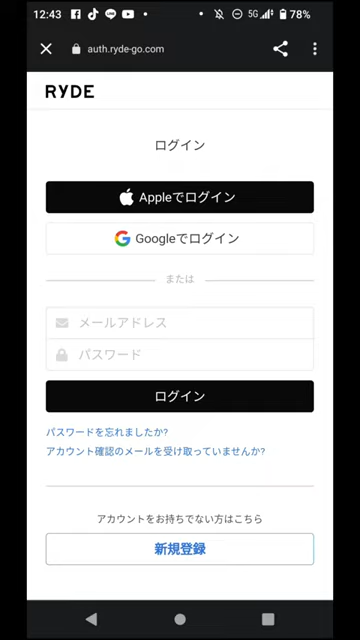 12:43
5G
78%
auth.ryde-go.com
RYDE
ログイン
Appleでログイン
Googleでログイン
または
メールアドレス
パスワード
ログイン
パスワードを忘れましたか?
アカウント確認のメールを受け取っていませんか?
アカウントをお持ちでない方はこちら
新規登録